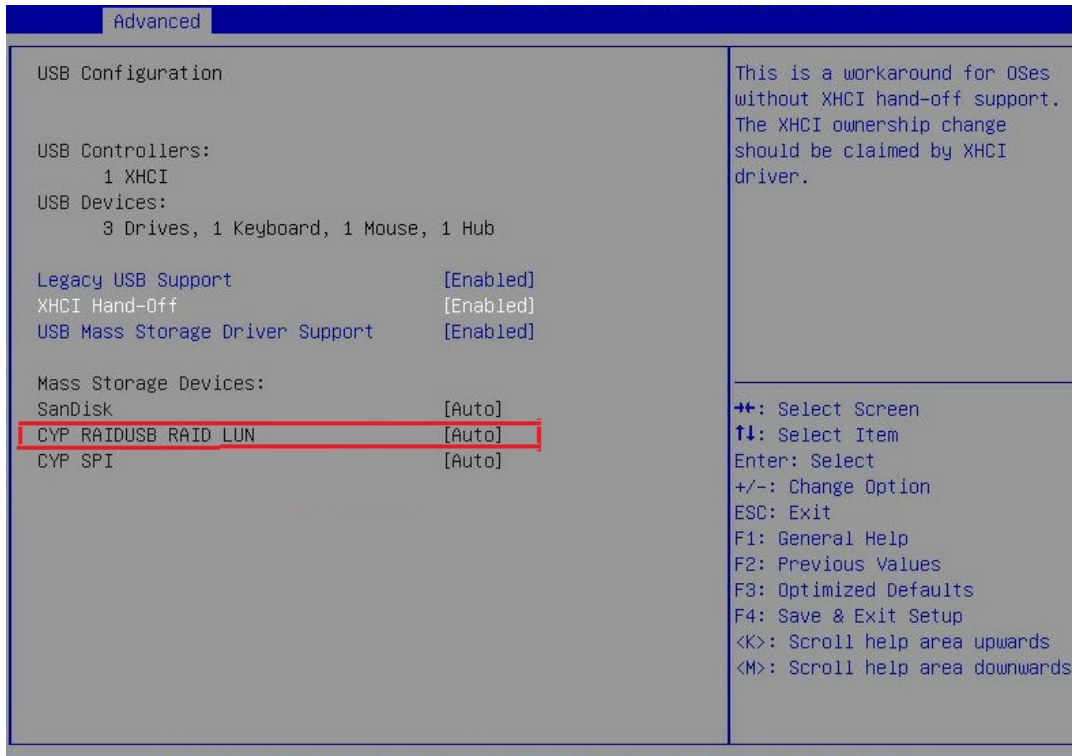 Advanced
USB Configuration
USB Controllers:
1 XHCI
USB Devices:
3 Drives, 1 Keyboard, 1 Mouse, 1 Hub
Legacy USB Support [Enabled]
XHCI Hand-Off [Enabled]
USB Mass Storage Driver Support [Enabled]
Mass Storage Devices:
SanDisk [Auto]
CYP RAIDUSB RAID LUN [Auto]
CYP SPI [Auto]
This is a workaround for OSes
without XHCI hand-off support.
The XHCI ownership change
should be claimed by XHCI
driver.
→←: Select Screen
↑↓: Select Item
Enter: Select
+/-: Change Option
ESC: Exit
F1: General Help
F2: Previous Values
F3: Optimized Defaults
F4: Save & Exit Setup
<K>: Scroll help area upwards
<M>: Scroll help area downwards